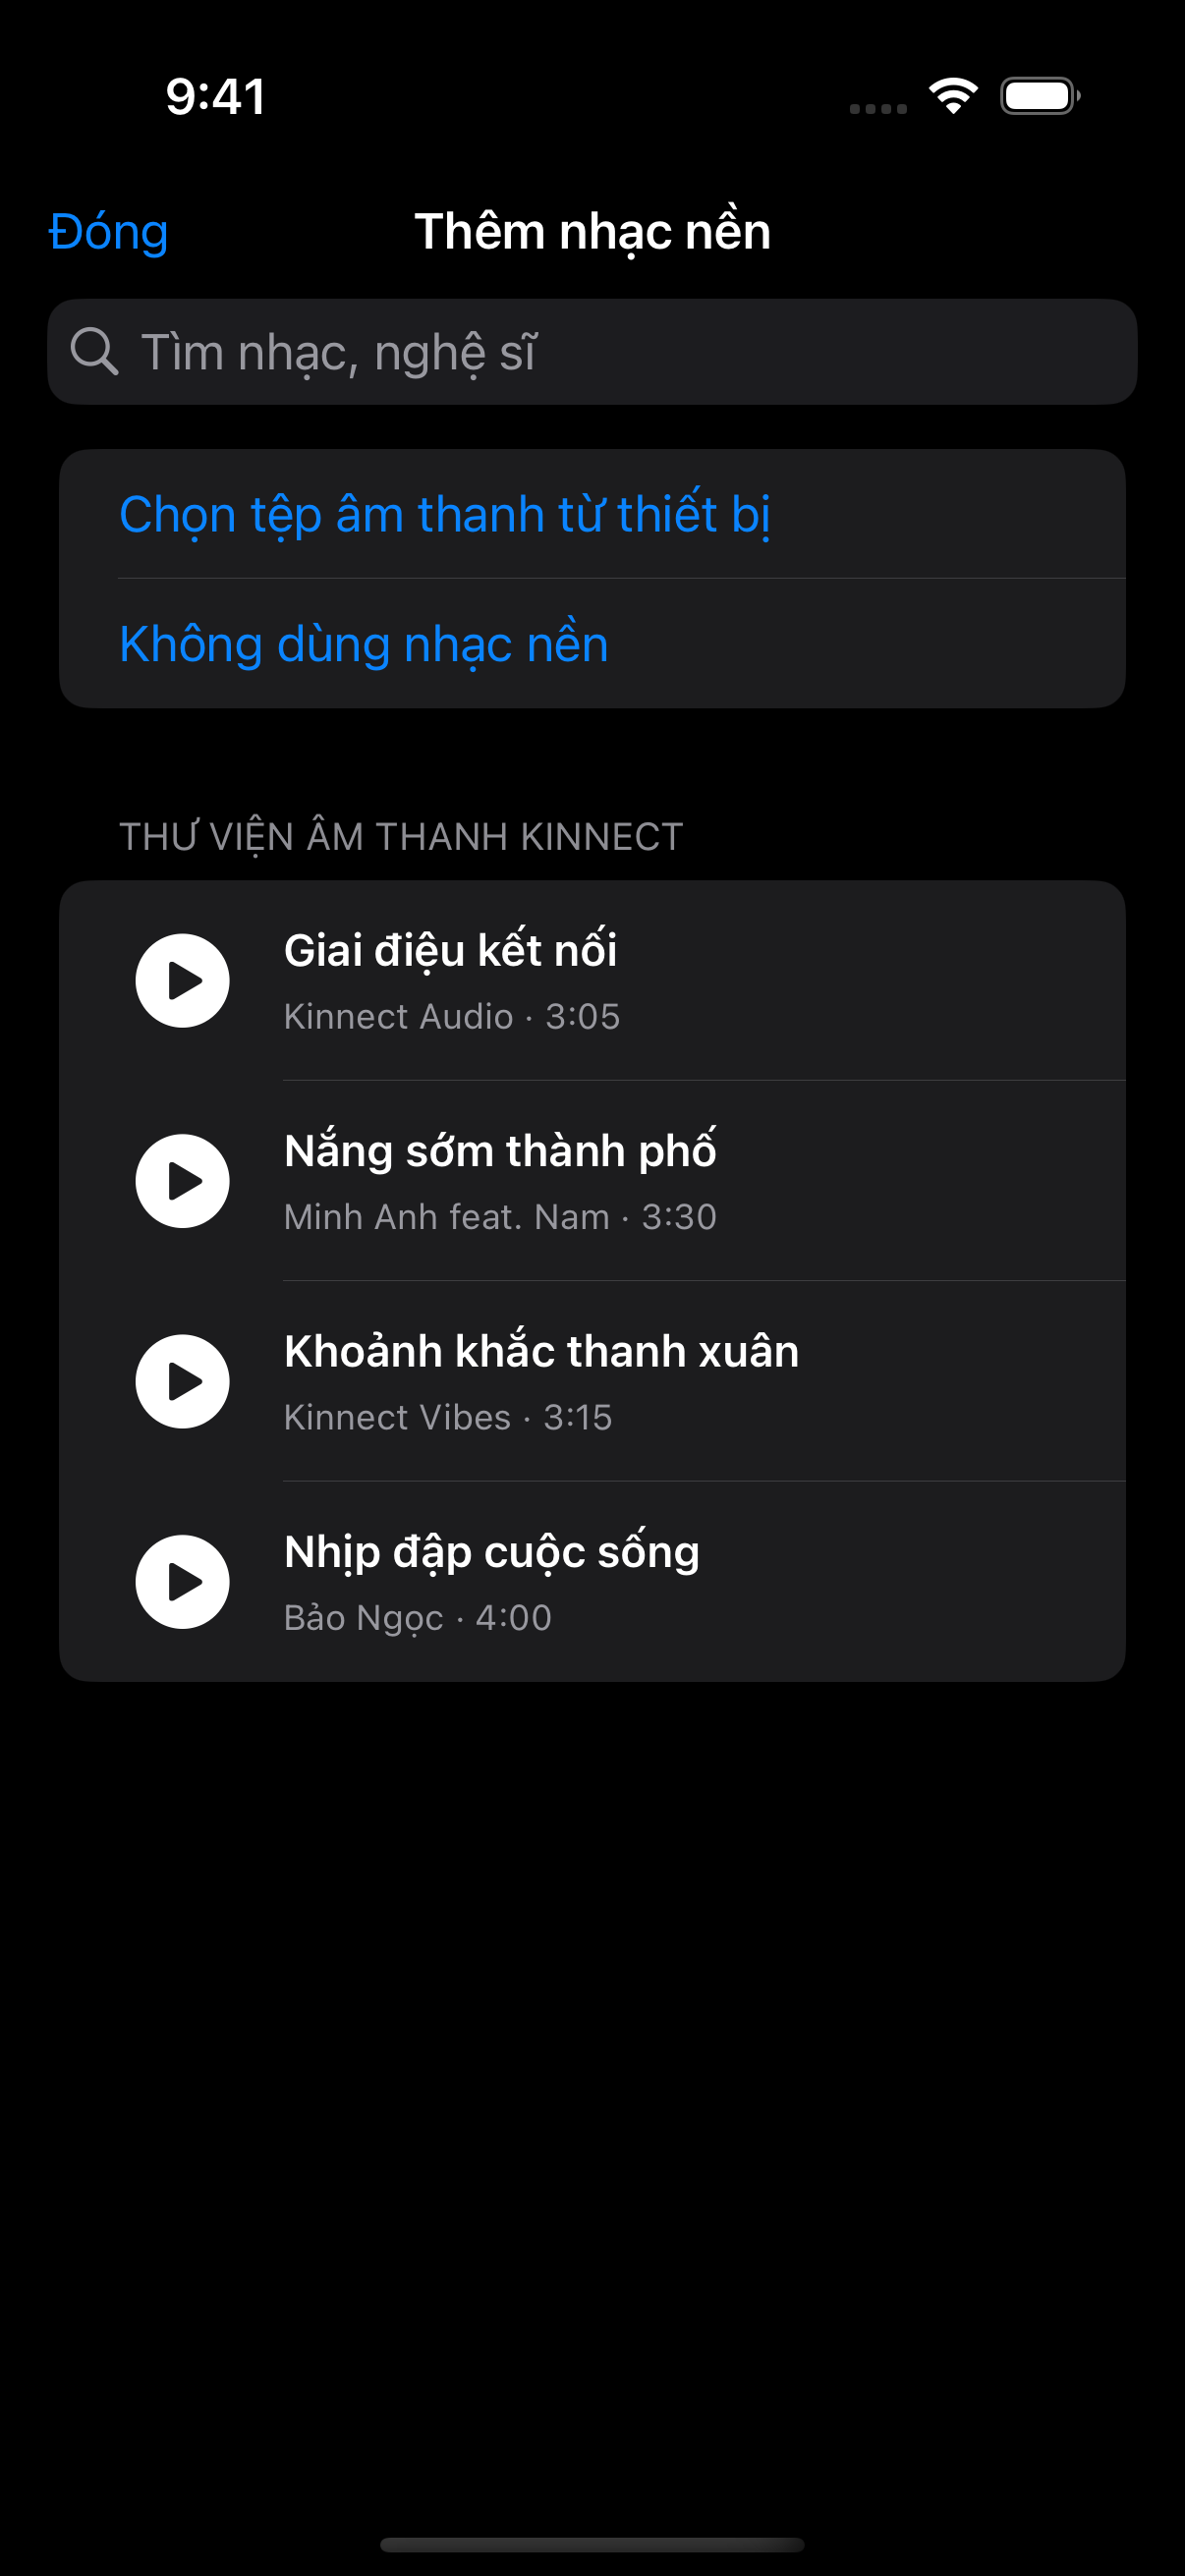 9:41
Đóng
Thêm nhạc nền
Tìm nhạc, nghệ sĩ
Chọn tệp âm thanh từ thiết bị
Không dùng nhạc nền
THƯ VIỆN ÂM THANH KINNECT
Giai điệu kết nối
Kinnect Audio · 3:05
Nắng sớm thành phố
Minh Anh feat. Nam · 3:30
Khoảnh khắc thanh xuân
Kinnect Vibes · 3:15
Nhịp đập cuộc sống
Bảo Ngọc · 4:00